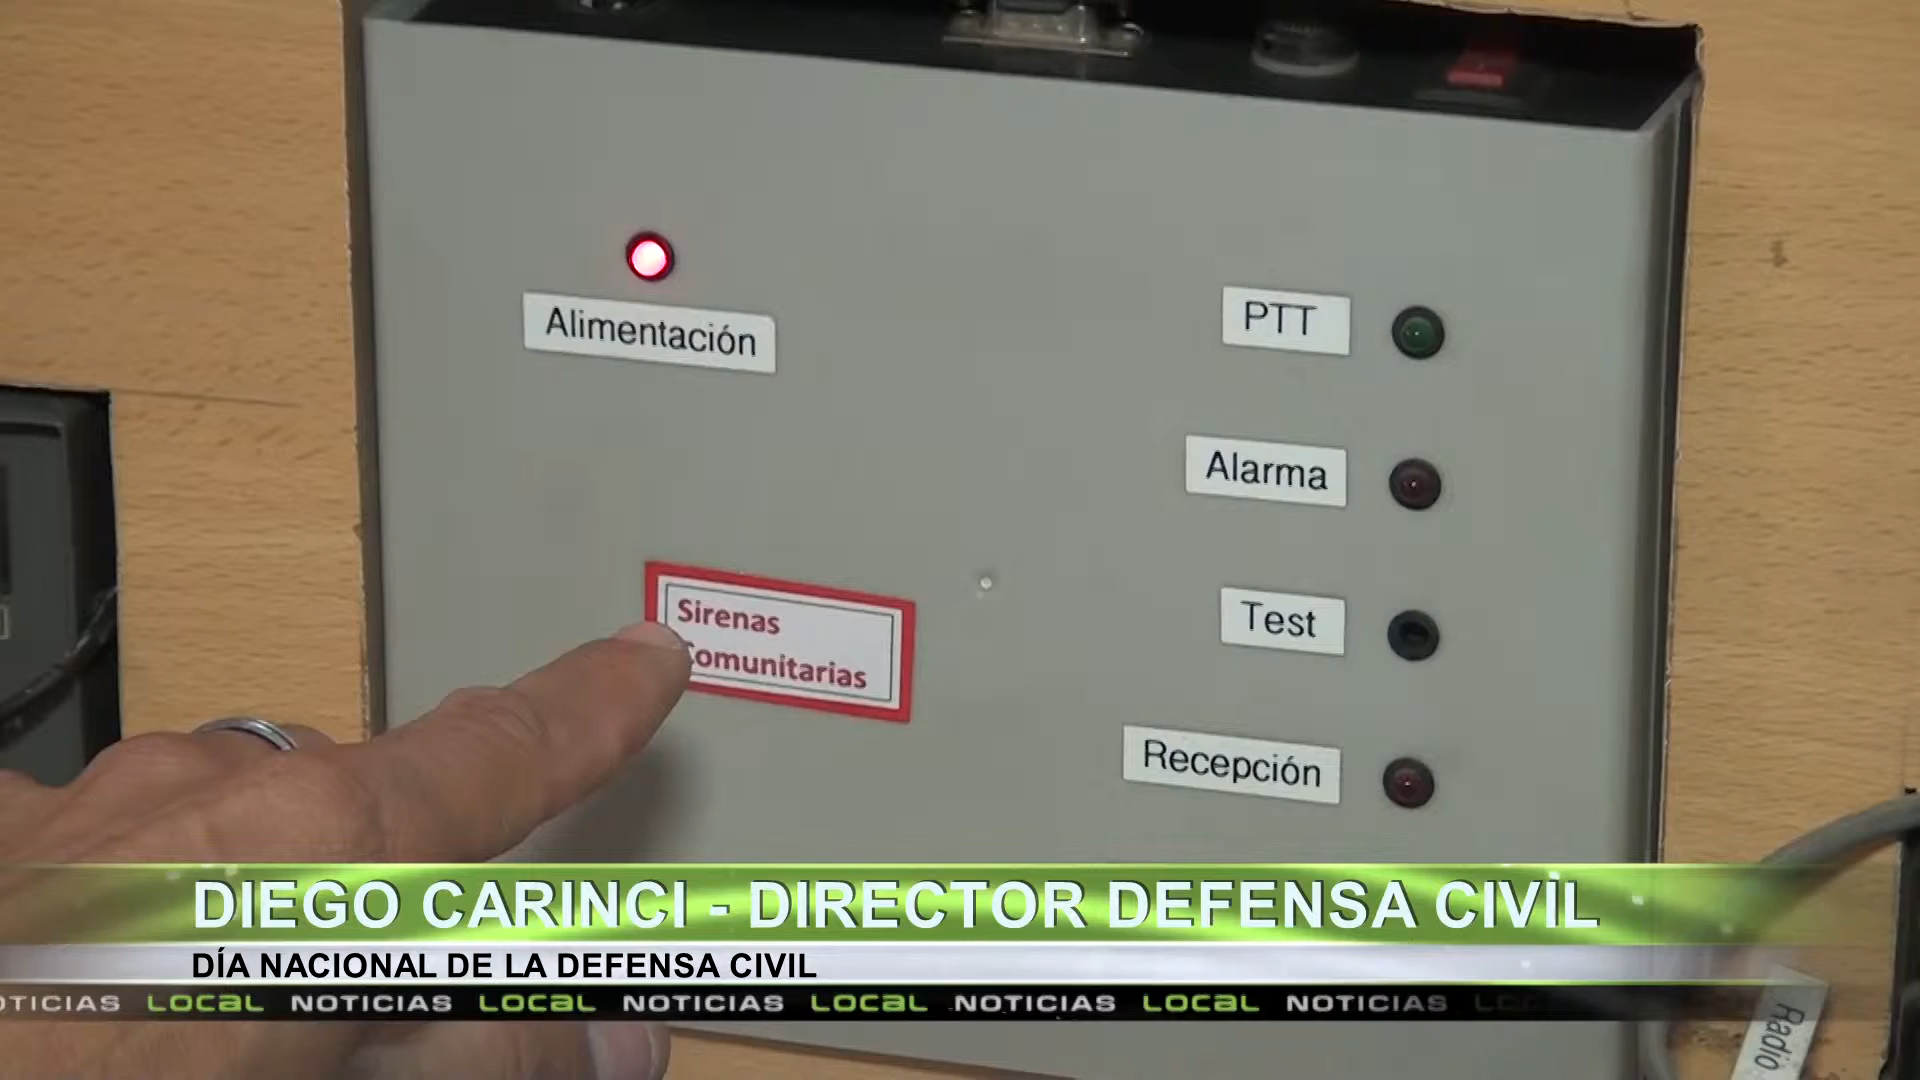 Alimentación
PTT
Alarma
Sirenas
Comunitarias
Test
Recepción
DIEGO CARINCI - DIRECTOR DEFENSA CIVIL
DÍA NACIONAL DE LA DEFENSA CIVIL
NOTICIAS LOCAL NOTICIAS LOCAL NOTICIAS LOCAL NOTICIAS LOCAL NOTICIAS
Radio